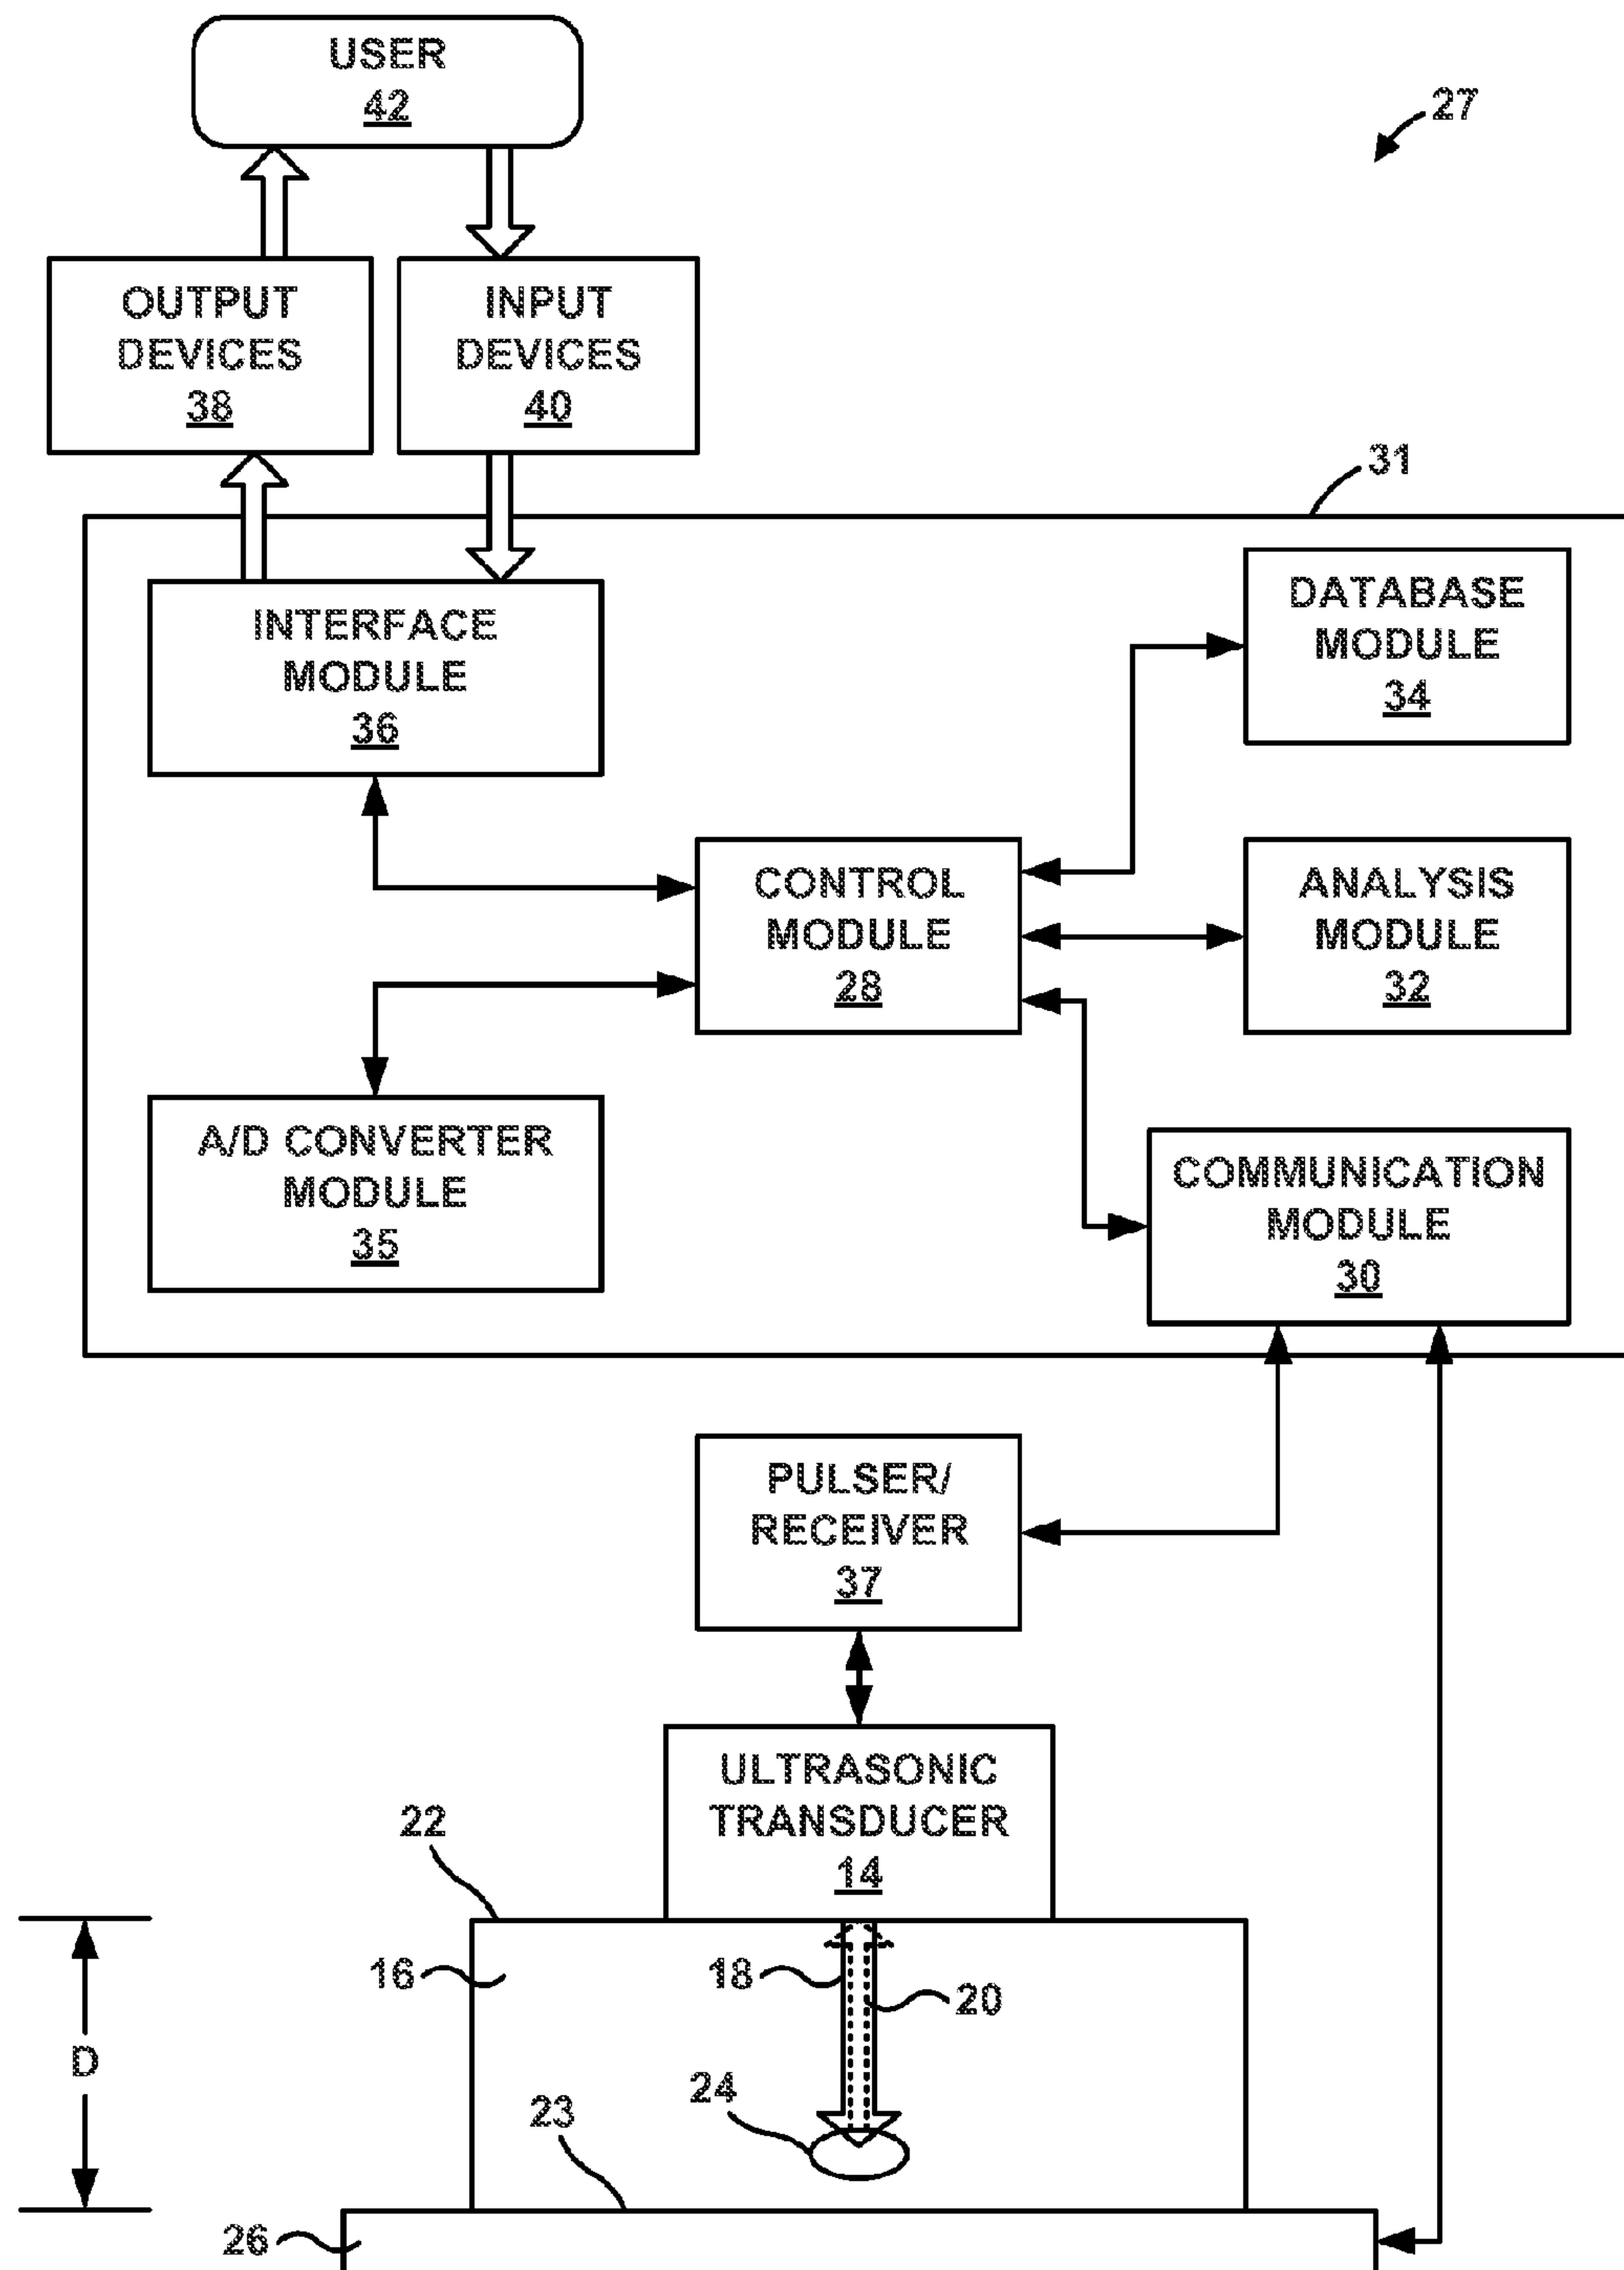 USER
42
27
OUTPUT
DEVICES
38
INPUT
DEVICES
40
31
INTERFACE
MODULE
36
DATABASE
MODULE
34
CONTROL
MODULE
28
ANALYSIS
MODULE
32
A/D CONVERTER
MODULE
35
COMMUNICATION
MODULE
30
PULSER/
RECEIVER
37
ULTRASONIC
TRANSDUCER
14
22
16
18
20
D
24
23
26